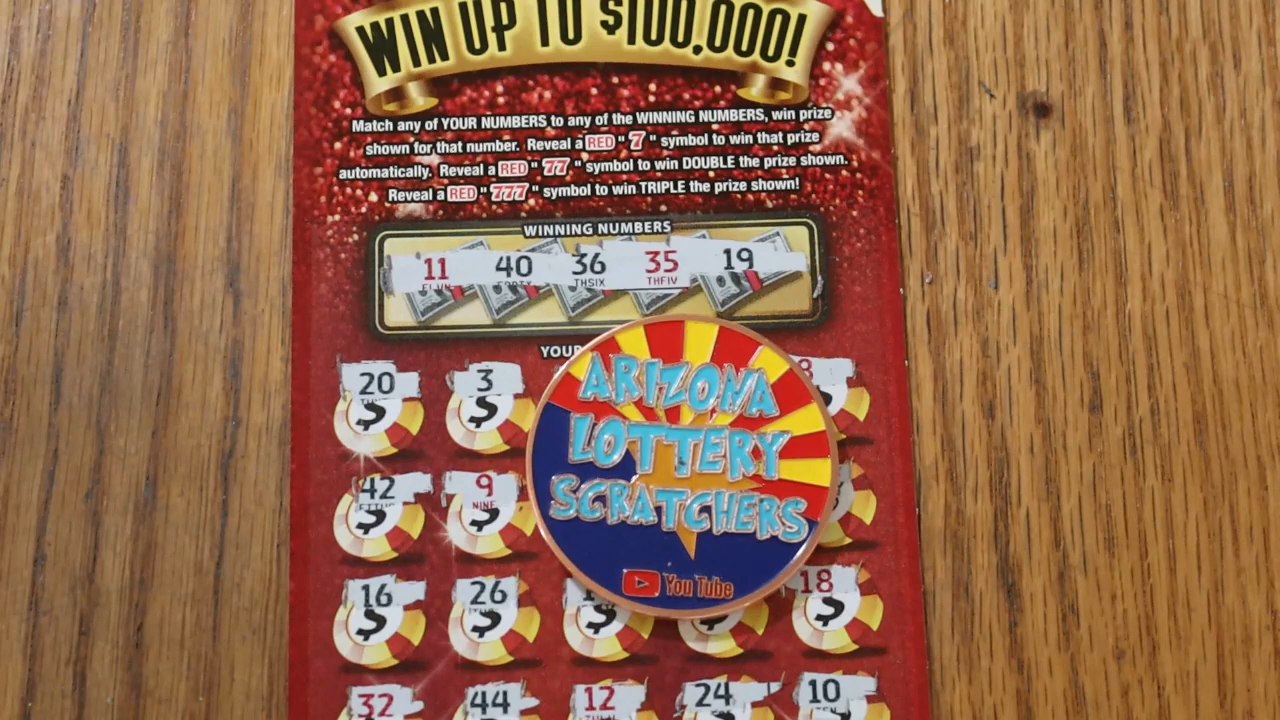 WIN UP TO $100,000!
Match any of YOUR NUMBERS to any of the WINNING NUMBERS, win prize
shown for that number. Reveal a RED "7" symbol to win that prize
automatically. Reveal a RED "77" symbol to win DOUBLE the prize shown.
Reveal a RED "777" symbol to win TRIPLE the prize shown!
WINNING NUMBERS
11 40 36 35 19
THSIX THFIV
YOUR
20 3
$ $
ARIZONA
LOTTERY
SCRATCHERS
YouTube
42 9
NINE
$ $
16 26 18
$ $ $ $ $
32 44 12 24 10